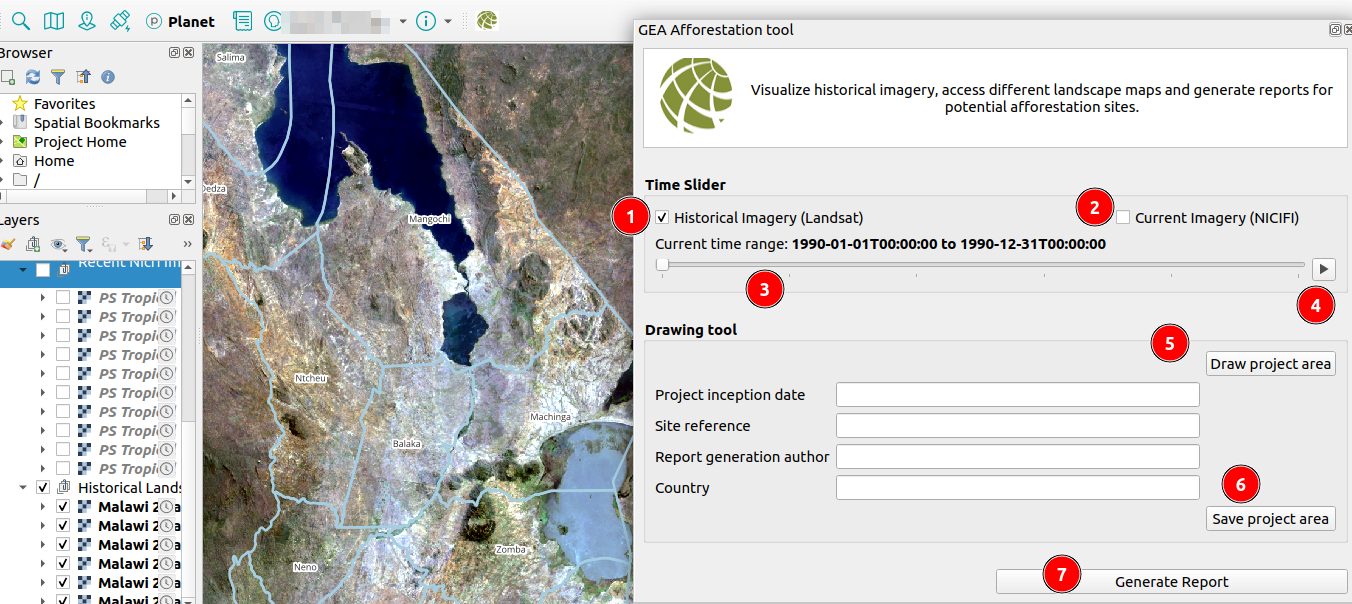 Planet
Browser
Favorites
Spatial Bookmarks
Project Home
Home
/
Layers
PS Tropi
PS Tropi
PS Tropi
PS Tropi
PS Tropi
PS Tropi
PS Tropi
PS Tropi
PS Tropi
PS Tropi
Historical Lands
Malawi 2
Malawi 2
Malawi 2
Malawi 2
Malawi 2
Malawi 2
Salima
Dedza
Mangochi
Ntcheu
Machinga
Balaka
Zomba
Neno
GEA Afforestation tool
Visualize historical imagery, access different landscape maps and generate reports for
potential afforestation sites.
Time Slider
1 Historical Imagery (Landsat) 2 Current Imagery (NICIFI)
Current time range: 1990-01-01T00:00:00 to 1990-12-31T00:00:00
3
4
Drawing tool
5
Draw project area
Project inception date
Site reference
Report generation author
Country
6
Save project area
7 Generate Report